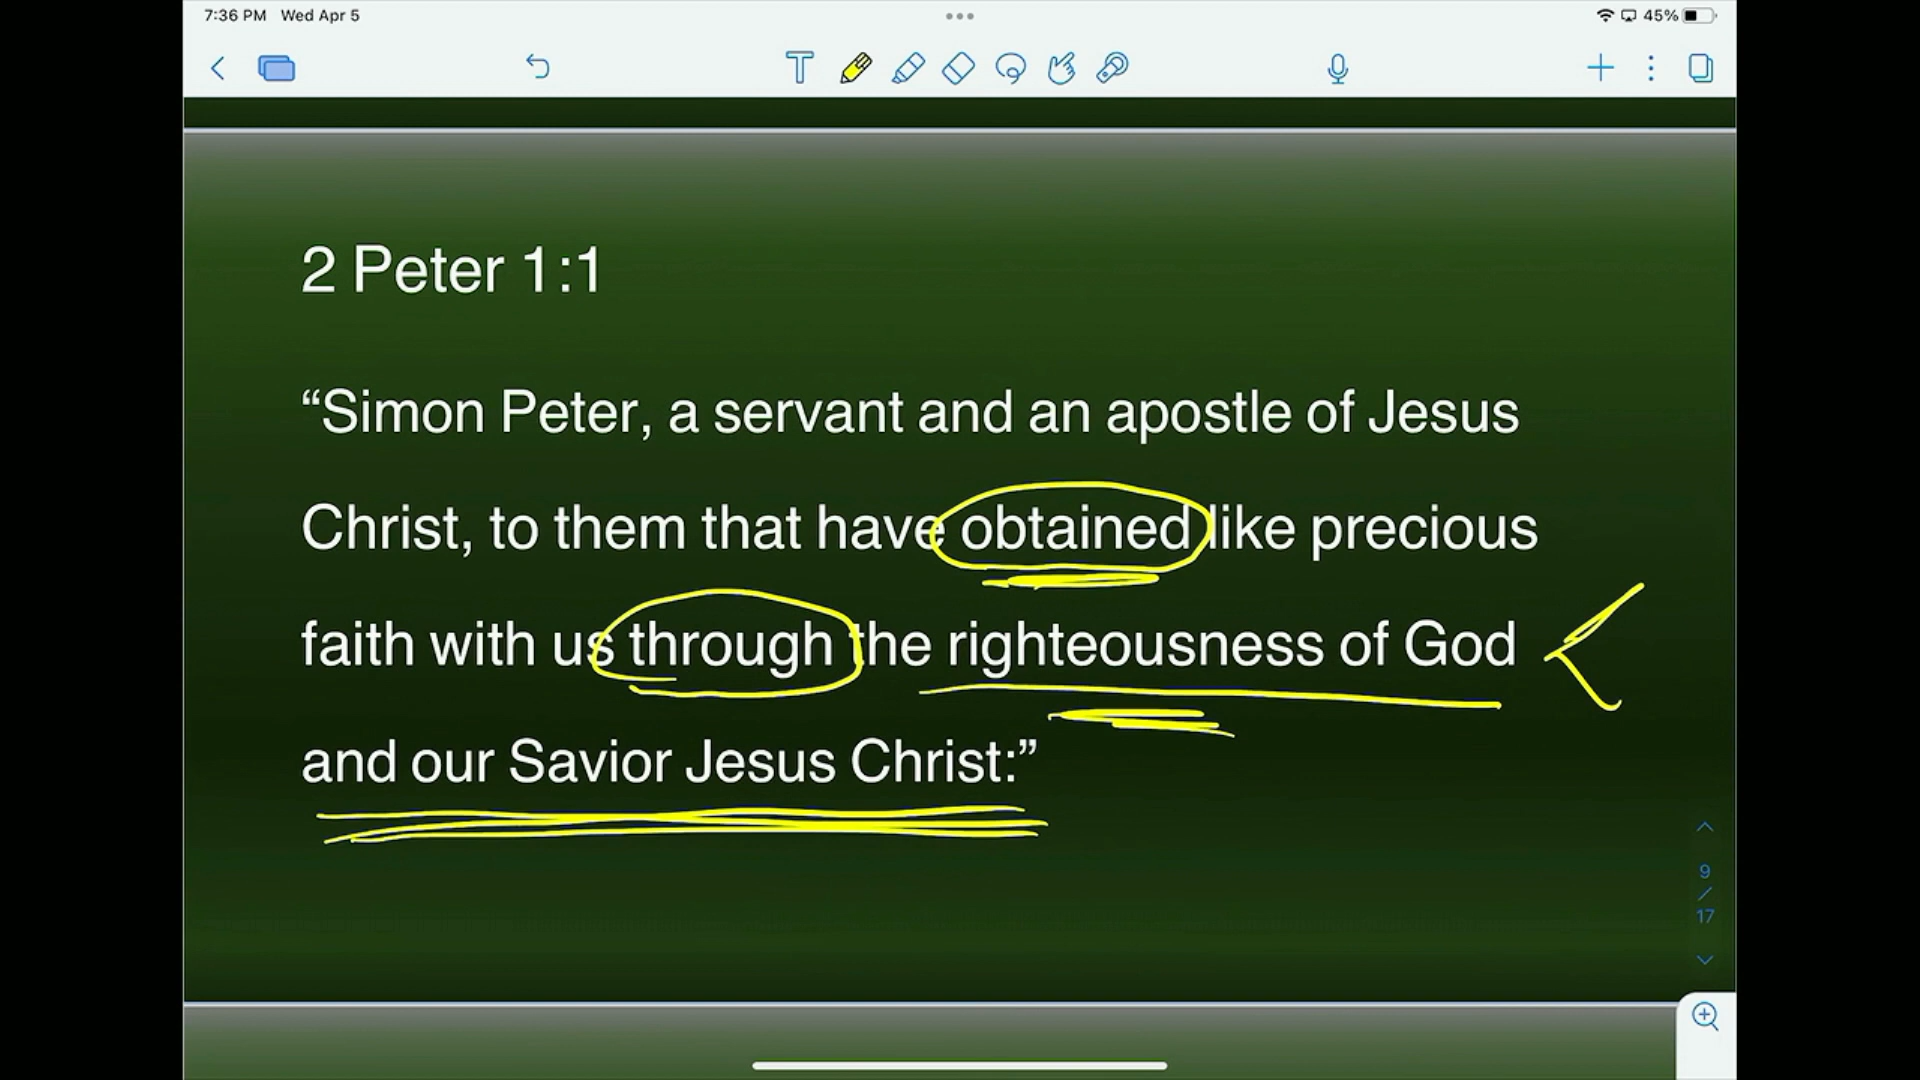 7:36 PM Wed Apr 5
45%
2 Peter 1:1
“Simon Peter, a servant and an apostle of Jesus
Christ, to them that have obtained like precious
faith with us through the righteousness of God
and our Savior Jesus Christ:”
9
/
17